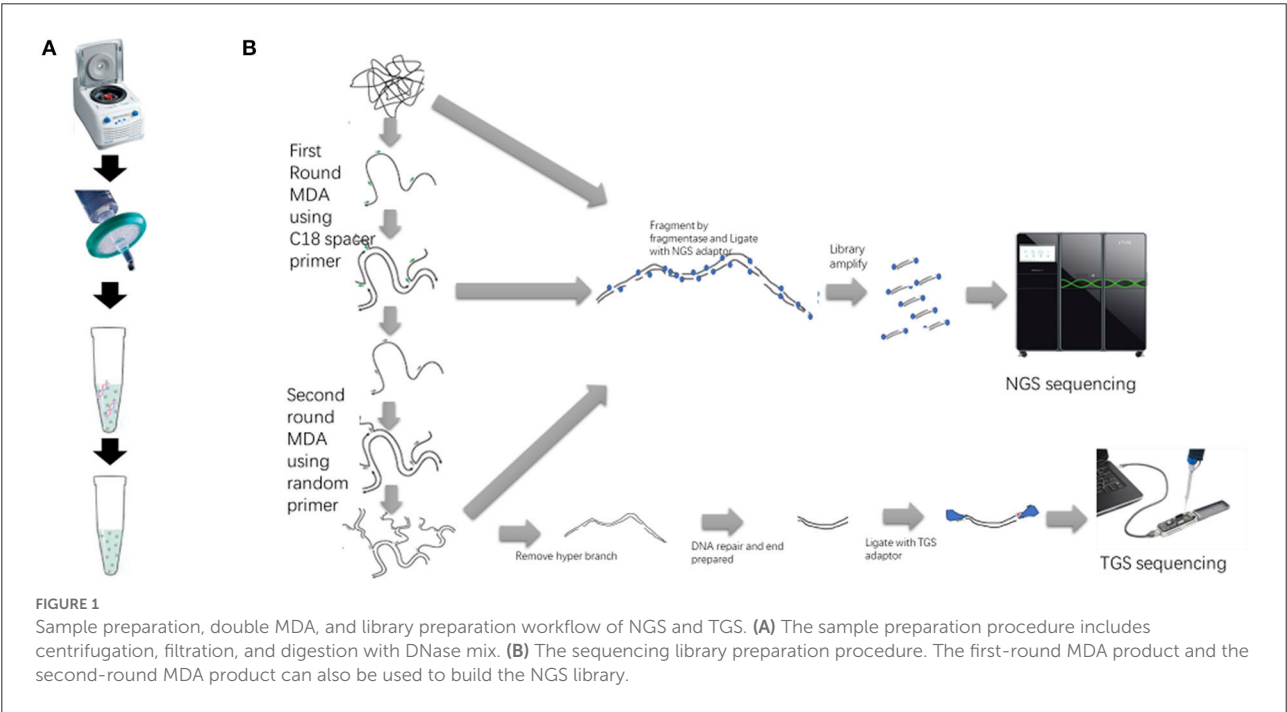 A
B
First
Round
MDA
using
C18 spacer
primer
Fragment by
fragmentase and Ligate
with NGS adaptor
Library
amplify
NGS sequencing
Second
round
MDA
using
random
primer
Remove hyper branch
DNA repair and end
prepared
Ligate with TGS
adaptor
TGS sequencing
FIGURE 1
Sample preparation, double MDA, and library preparation workflow of NGS and TGS. (A) The sample preparation procedure includes
centrifugation, filtration, and digestion with DNase mix. (B) The sequencing library preparation procedure. The first-round MDA product and the
second-round MDA product can also be used to build the NGS library.